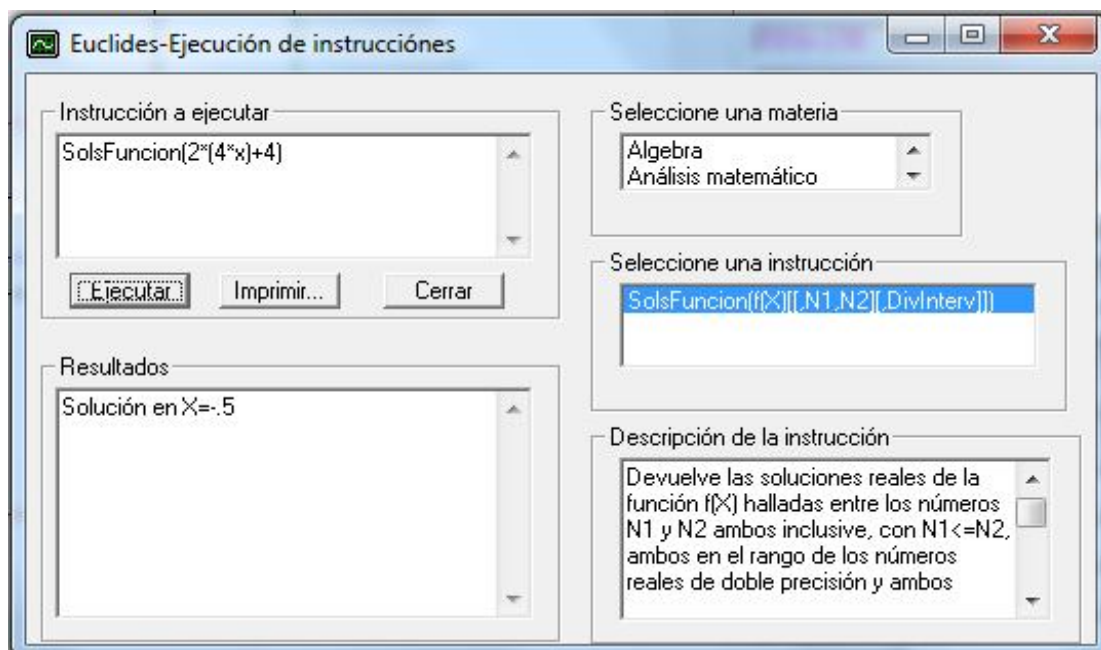 Euclides-Ejecución de instrucciónes
Instrucción a ejecutar
SolsFuncion(2*(4*x)+4)
Ejecutar
Imprimir...
Cerrar
Resultados
Solución en X=-.5
Seleccione una materia
Algebra
Análisis matemático
Seleccione una instrucción
SolsFuncion(f(X)[[,N1,N2][,DivInterv]])
Descripción de la instrucción
Devuelve las soluciones reales de la
función f(X) halladas entre los números
N1 y N2 ambos inclusive, con N1<=N2,
ambos en el rango de los números
reales de doble precisión y ambos